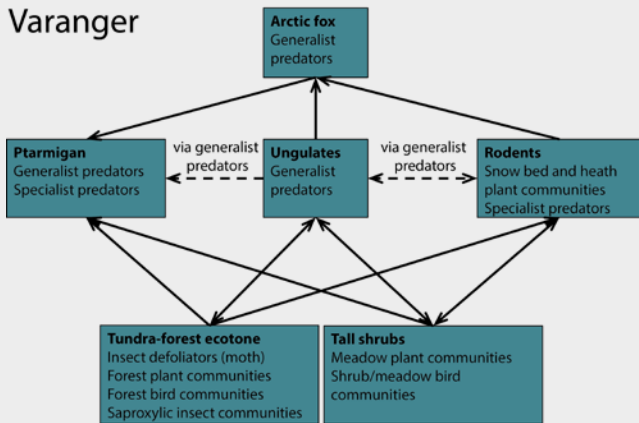 Varanger
Arctic fox
Generalist
predators
Ptarmigan
Generalist predators
Specialist predators
via generalist
predators
Ungulates
Generalist
predators
via generalist
predators
Rodents
Snow bed and heath
plant communities
Specialist predators
Tundra-forest ecotone
Insect defoliators (moth)
Forest plant communities
Forest bird communities
Saproxylic insect communities
Tall shrubs
Meadow plant communities
Shrub/meadow bird
communities